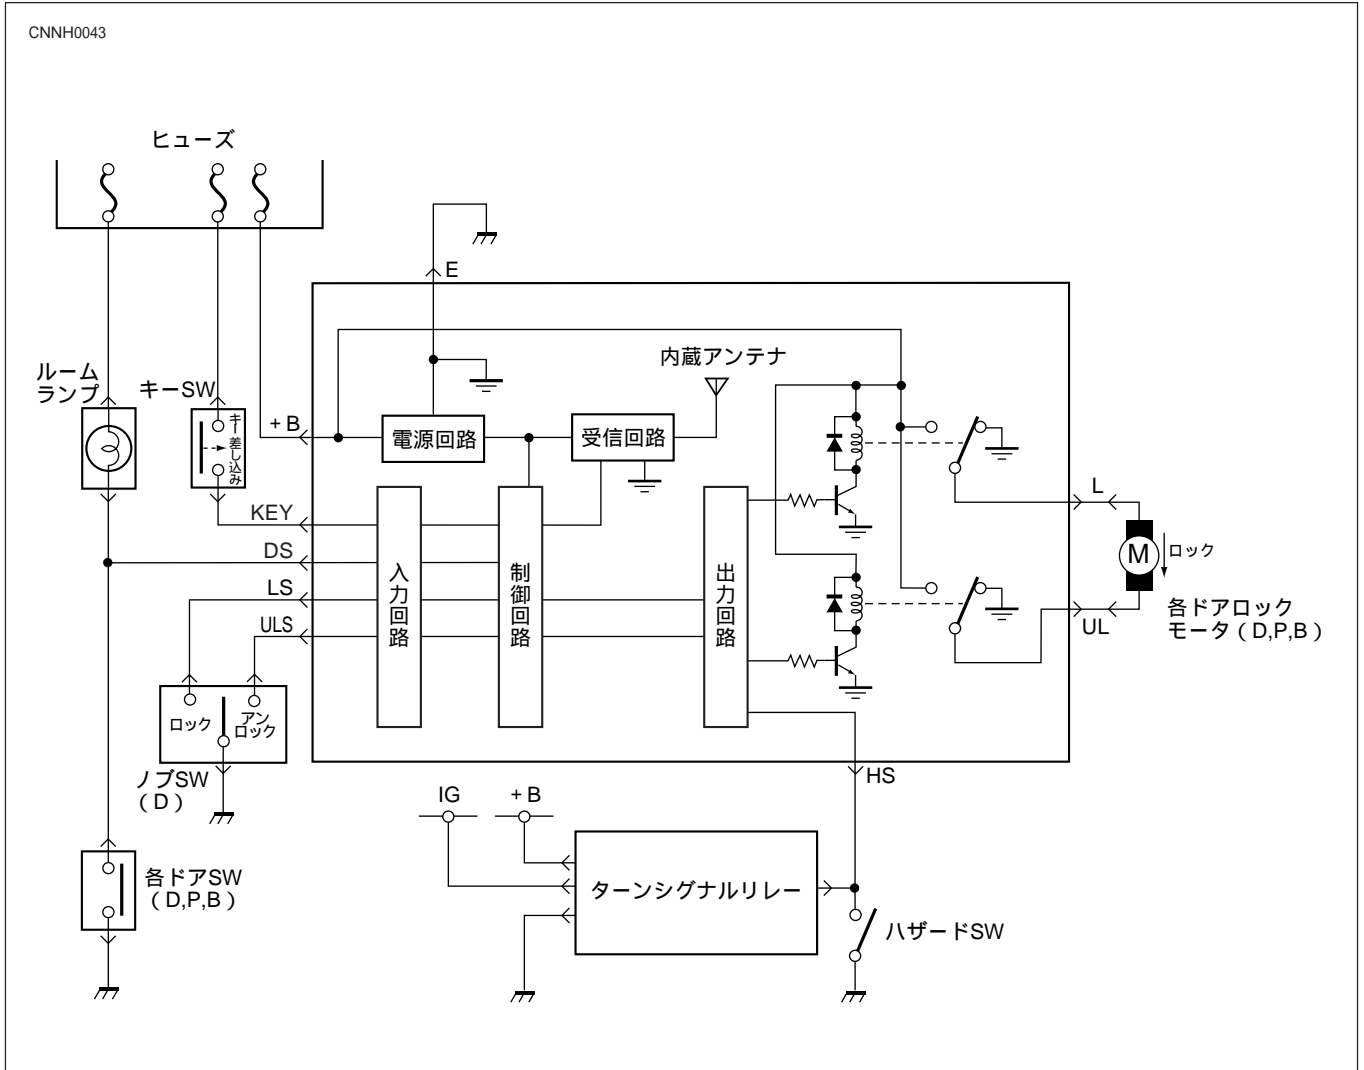 CNNH0043
ヒューズ
E
内蔵アンテナ
ルーム
ランプ
キーSW
キー差し込み
+B
電源回路
受信回路
KEY
DS
LS
ULS
入力回路
制御回路
出力回路
L
M
ロック
UL
各ドアロック
モータ(D,P,B)
ロック
アン
ロック
ノブSW
(D)
HS
IG
+B
ターンシグナルリレー
各ドアSW
(D,P,B)
ハザードSW